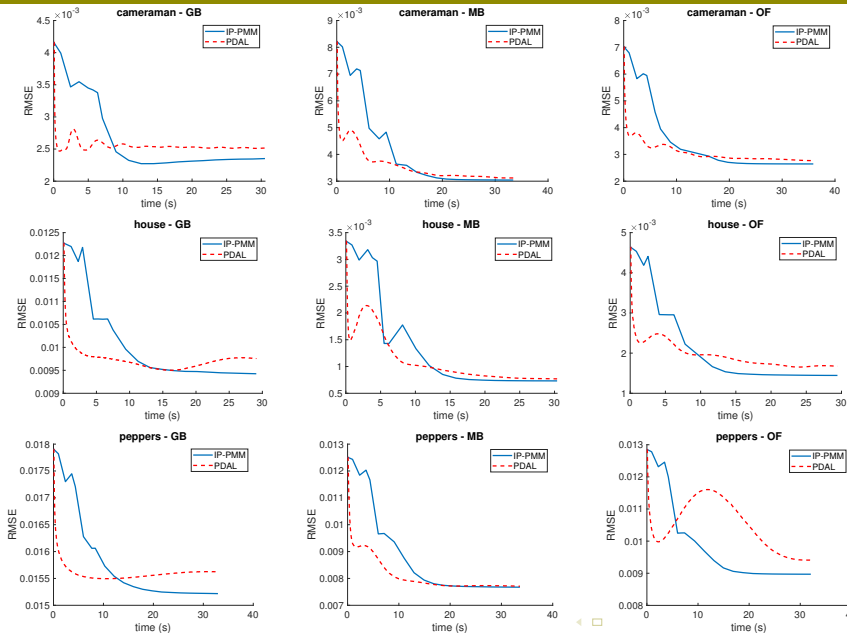 cameraman - GB
×10⁻³
4.5
4
3.5
3
2.5
2
RMSE
0 5 10 15 20 25 30
time (s)
IP-PMM
PDAL
cameraman - MB
×10⁻³
9
8
7
6
5
4
3
RMSE
0 10 20 30 40
time (s)
IP-PMM
PDAL
cameraman - OF
×10⁻³
8
7
6
5
4
3
2
RMSE
0 10 20 30 40
time (s)
IP-PMM
PDAL
house - GB
0.0125
0.012
0.0115
0.011
0.0105
0.01
0.0095
0.009
RMSE
0 5 10 15 20 25 30
time (s)
IP-PMM
PDAL
house - MB
×10⁻³
3.5
3
2.5
2
1.5
1
0.5
RMSE
0 5 10 15 20 25 30
time (s)
IP-PMM
PDAL
house - OF
×10⁻³
5
4
3
2
1
RMSE
0 5 10 15 20 25 30
time (s)
IP-PMM
PDAL
peppers - GB
0.018
0.0175
0.017
0.0165
0.016
0.0155
0.015
RMSE
0 10 20 30 40
time (s)
IP-PMM
PDAL
peppers - MB
0.013
0.012
0.011
0.01
0.009
0.008
0.007
RMSE
0 10 20 30 40
time (s)
IP-PMM
PDAL
peppers - OF
0.013
0.012
0.011
0.01
0.009
0.008
RMSE
0 10 20 30
time (s)
IP-PMM
PDAL